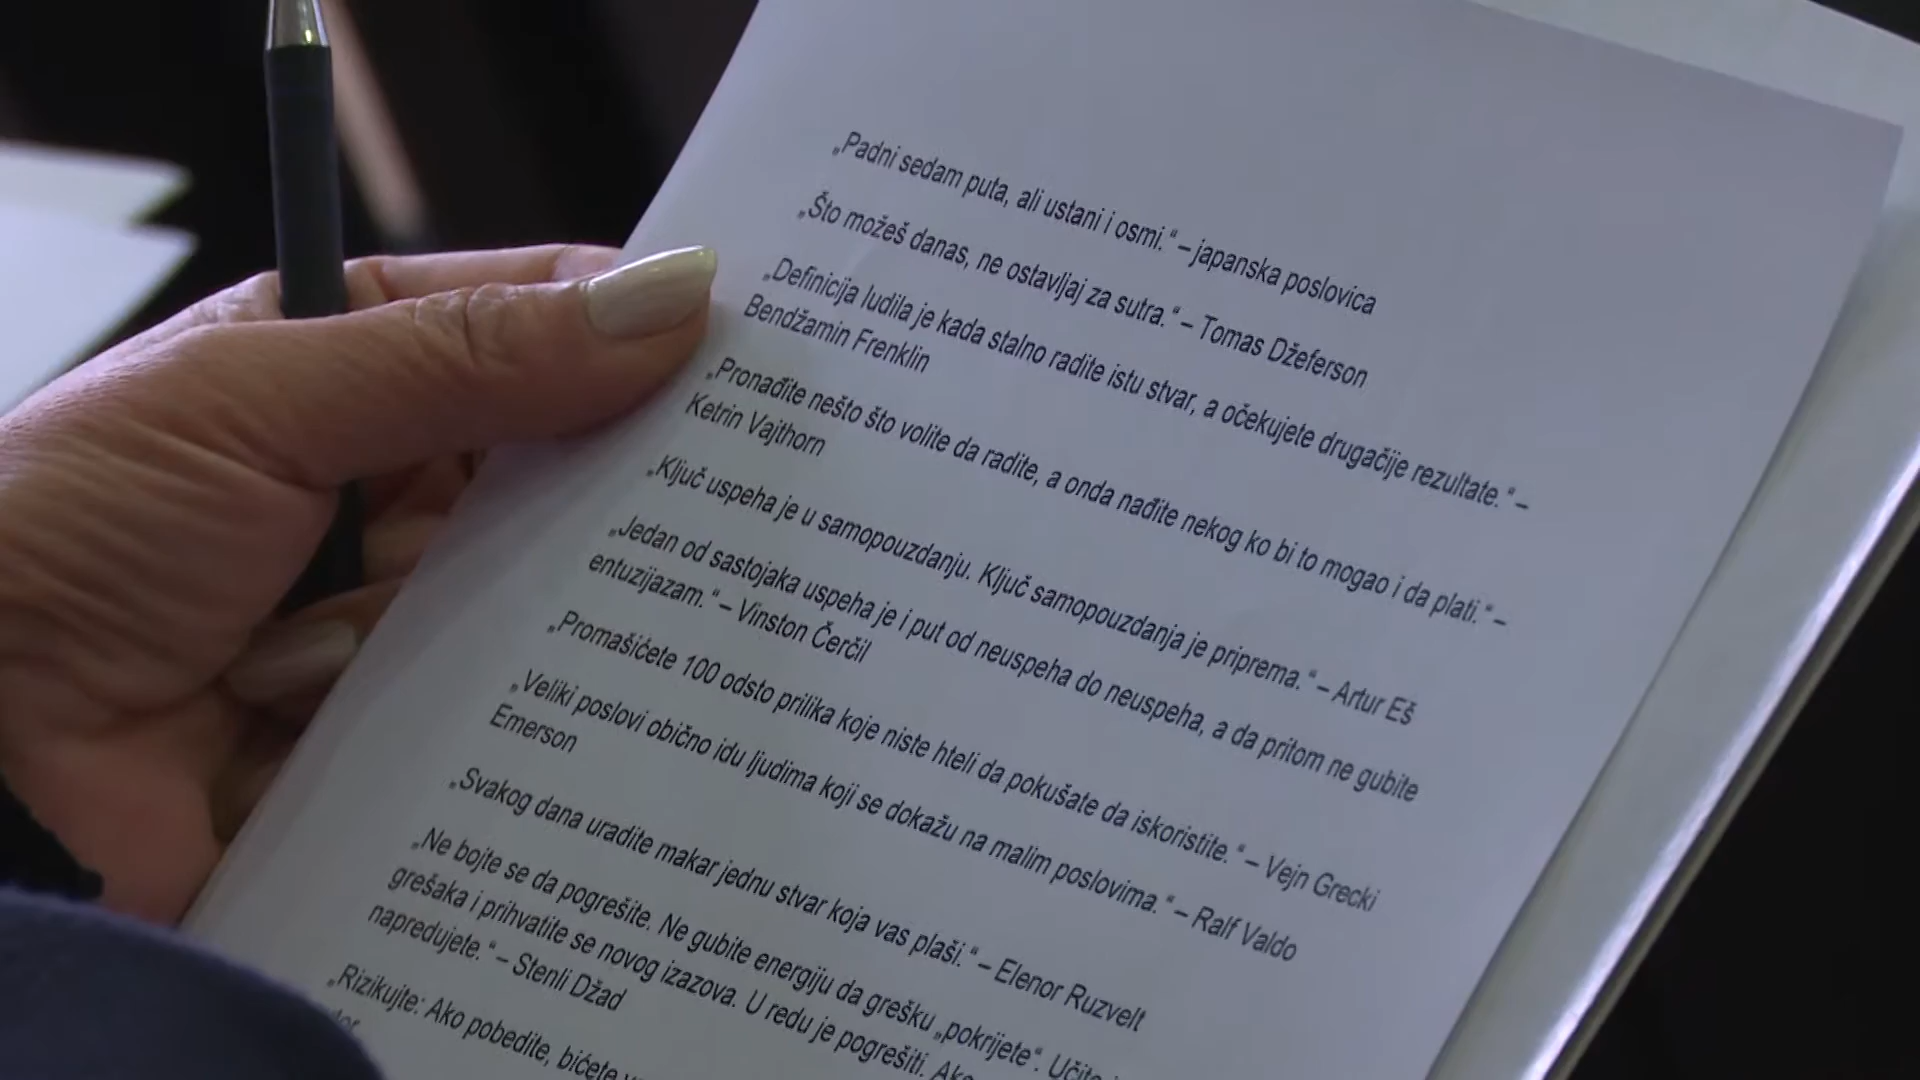 „Padni sedam puta, ali ustani i osmi.“ – japanska poslovica
„Što možeš danas, ne ostavljaj za sutra.“ – Tomas Džeferson
„Definicija ludila je kada stalno radite istu stvar, a očekujete drugačije rezultate.“ –
Bendžamin Frenklin
„Pronađite nešto što volite da radite, a onda nađite nekog ko bi to mogao i da plati.“ –
Ketrin Vajthorn
„Ključ uspeha je u samopouzdanju. Ključ samopouzdanja je priprema.“ – Artur Eš
„Jedan od sastojaka uspeha je i put od neuspeha do neuspeha, a da pritom ne gubite
entuzijazam.“ – Vinston Čerčil
„Promašićete 100 odsto prilika koje niste hteli da pokušate da iskoristite.“ – Vejn Grecki
„Veliki poslovi obično idu ljudima koji se dokažu na malim poslovima.“ – Ralf Valdo
Emerson
„Svakog dana uradite makar jednu stvar koja vas plaši.“ – Elenor Ruzvelt
„Ne bojte se da pogrešite. Ne gubite energiju da grešku „pokrijete“. Učite
grešaka i prihvatite se novog izazova. U redu je pogrešiti. Ako
napredujete.“ – Stenli Džad
„Rizikujte: Ako pobedite, bićete